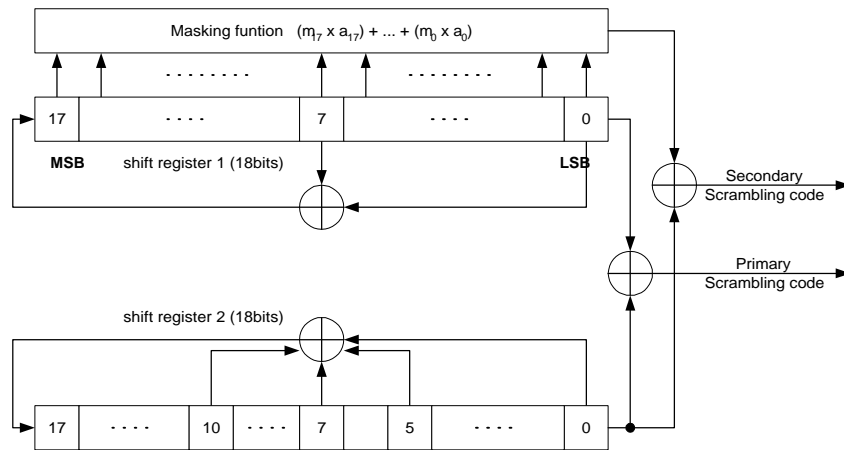 Masking funtion (m17 x a17) + ... + (m0 x a0)
17
7
0
MSB
shift register 1 (18bits)
LSB
Secondary
Scrambling code
Primary
Scrambling code
shift register 2 (18bits)
17
10
7
5
0